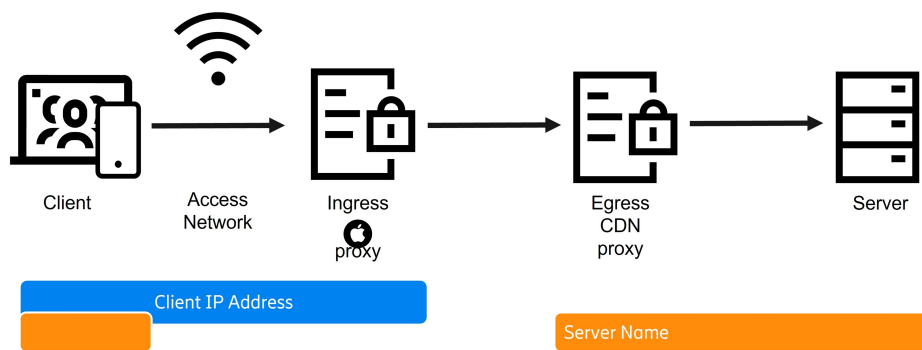 Client
Access
Network
Ingress
proxy
Egress
CDN
proxy
Server
Client IP Address
Server Name